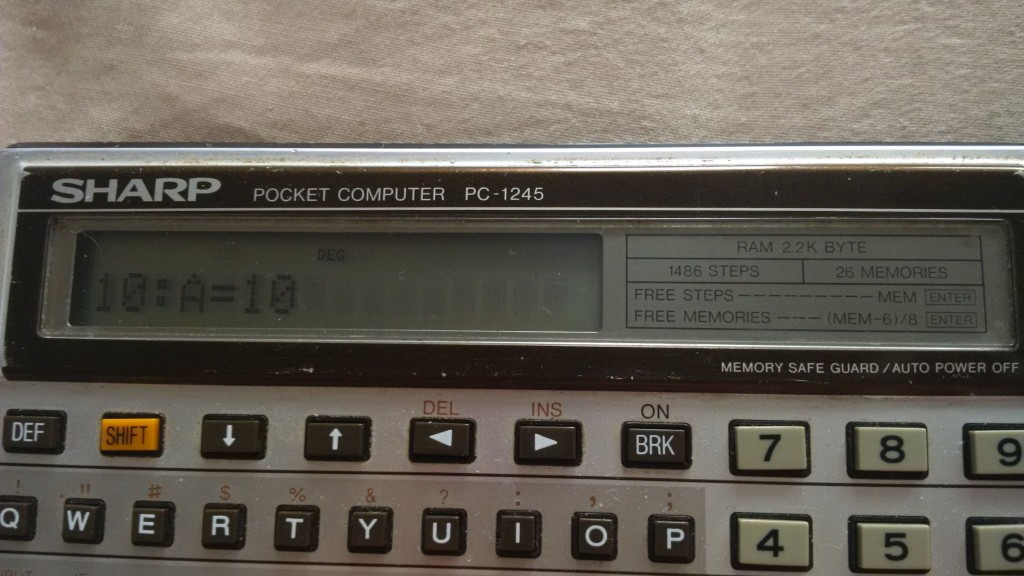 SHARP POCKET COMPUTER PC-1245
DEG
10:A=10
RAM 2.2K BYTE
1486 STEPS 26 MEMORIES
FREE STEPS---------- MEM ENTER
FREE MEMORIES --- (MEM-6)/8 ENTER
MEMORY SAFE GUARD/AUTO POWER OFF
DEL INS ON
DEF SHIFT ↓ ↑ ◀ ▶ BRK 7 8 9
! " # $ % & ? : , ;
Q W E R T Y U I O P 4 5 6